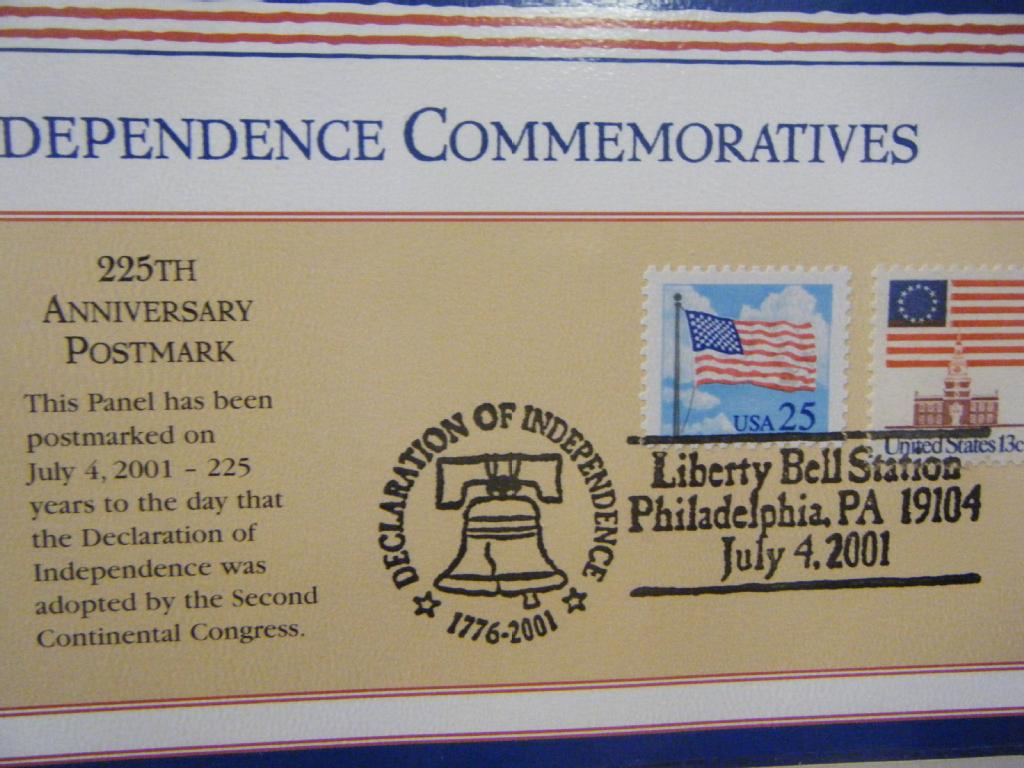 DEPENDENCE COMMEMORATIVES
225TH
ANNIVERSARY
POSTMARK
This Panel has been
postmarked on
July 4, 2001 – 225
years to the day that
the Declaration of
Independence was
adopted by the Second
Continental Congress.
DECLARATION OF INDEPENDENCE
1776-2001
USA 25
United States 13c
Liberty Bell Station
Philadelphia, PA 19104
July 4, 2001